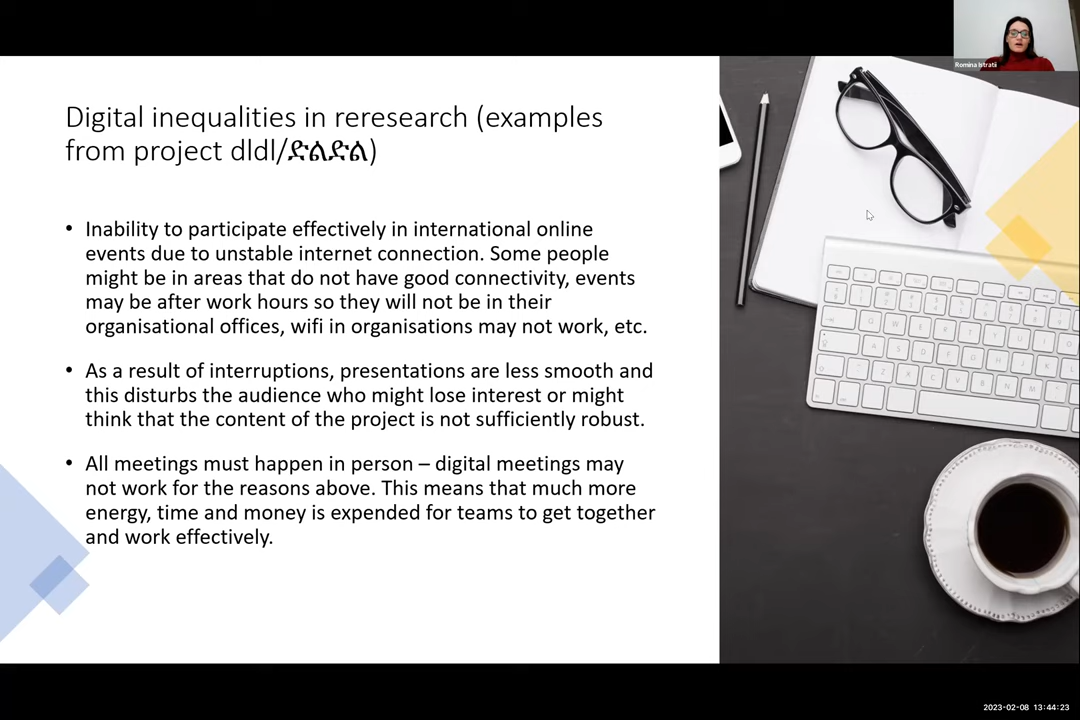 Romina Istratii
Digital inequalities in reresearch (examples
from project dldl/ድልድል)
• Inability to participate effectively in international online
events due to unstable internet connection. Some people
might be in areas that do not have good connectivity, events
may be after work hours so they will not be in their
organisational offices, wifi in organisations may not work, etc.
• As a result of interruptions, presentations are less smooth and
this disturbs the audience who might lose interest or might
think that the content of the project is not sufficiently robust.
• All meetings must happen in person – digital meetings may
not work for the reasons above. This means that much more
energy, time and money is expended for teams to get together
and work effectively.
2023-02-08 13:44:23